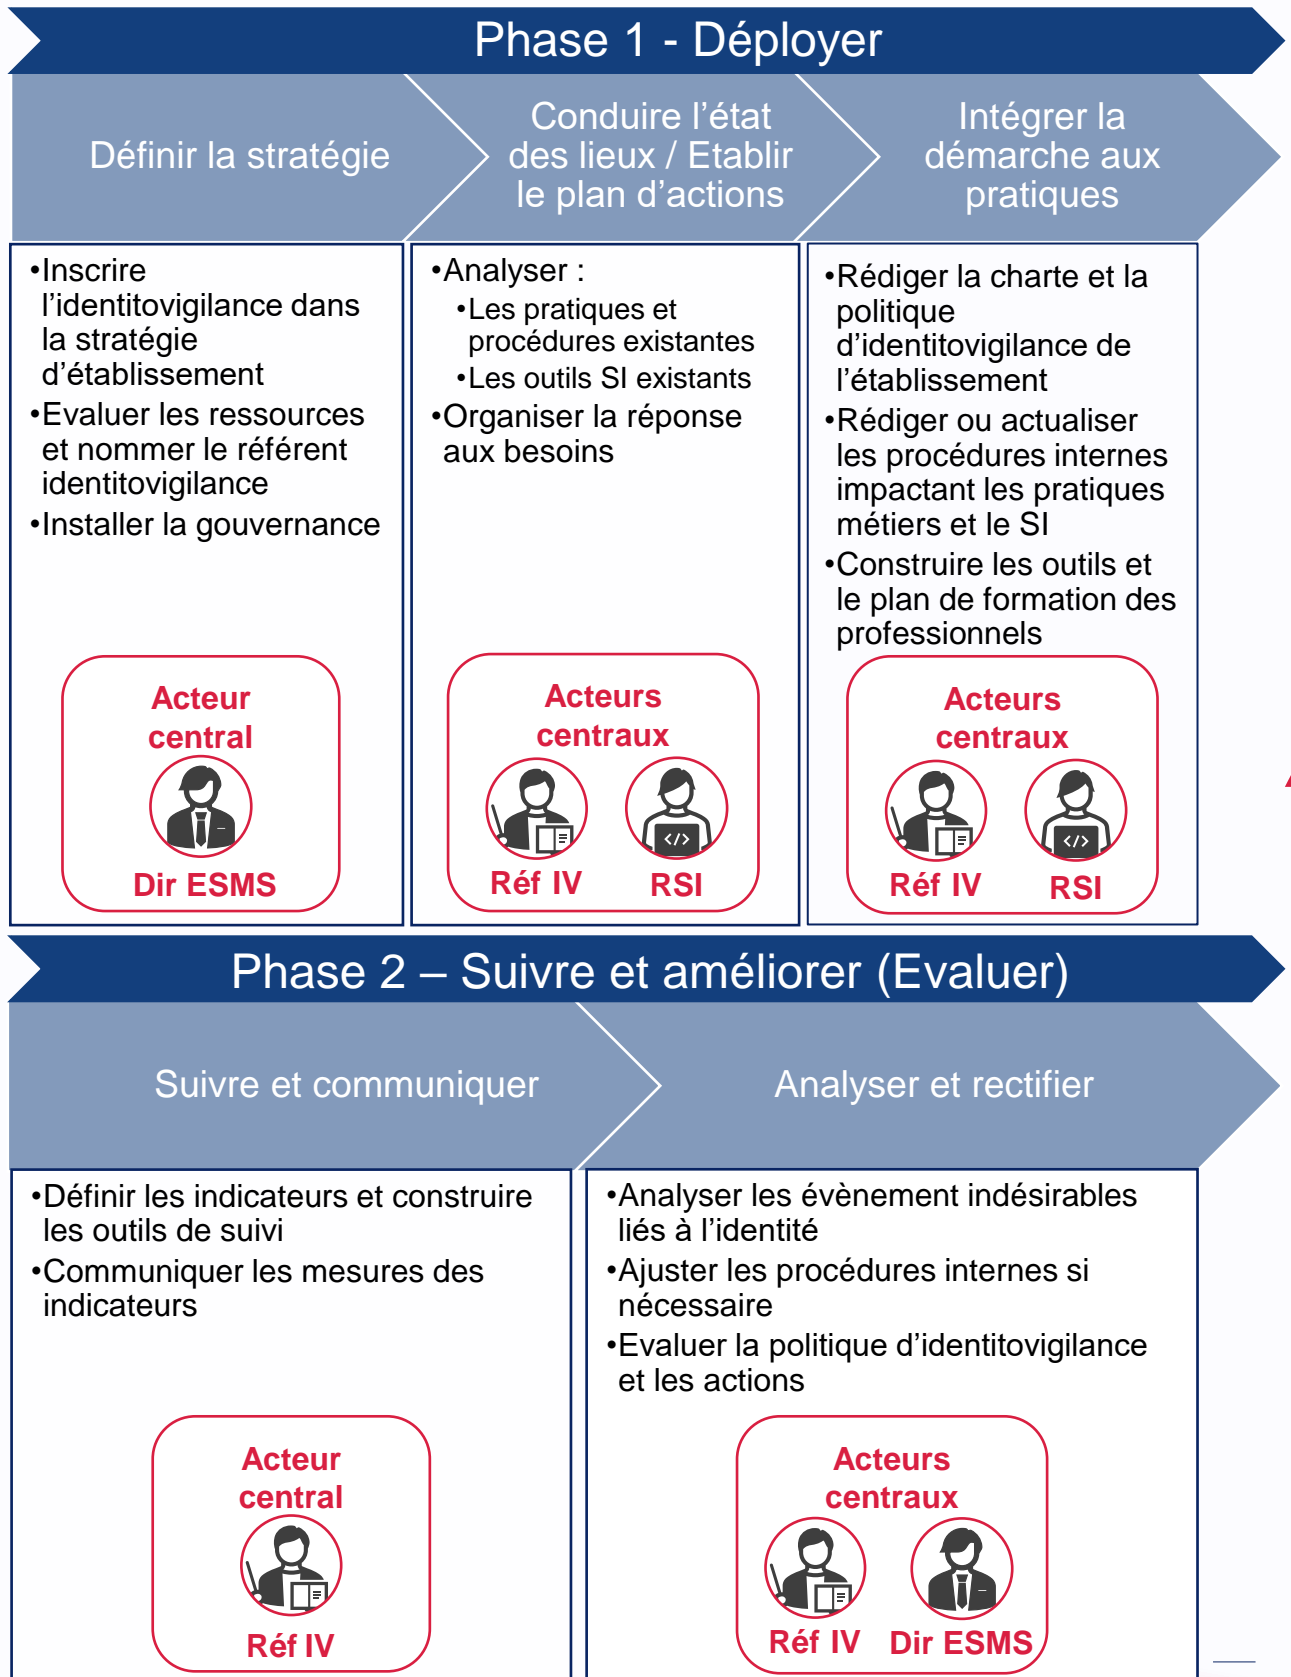 Phase 1 - Déployer
Définir la stratégie
Conduire l’état
des lieux / Etablir
le plan d’actions
Intégrer la
démarche aux
pratiques
•Inscrire
l’identitovigilance dans
la stratégie
d’établissement
•Evaluer les ressources
et nommer le référent
identitovigilance
•Installer la gouvernance
Acteur
central
Dir ESMS
•Analyser :
•Les pratiques et
procédures existantes
•Les outils SI existants
•Organiser la réponse
aux besoins
Acteurs
centraux
</>
Réf IV
RSI
•Rédiger la charte et la
politique
d’identitovigilance de
l’établissement
•Rédiger ou actualiser
les procédures internes
impactant les pratiques
métiers et le SI
•Construire les outils et
le plan de formation des
professionnels
Acteurs
centraux
</>
Réf IV
RSI
Phase 2 – Suivre et améliorer (Evaluer)
Suivre et communiquer
Analyser et rectifier
•Définir les indicateurs et construire
les outils de suivi
•Communiquer les mesures des
indicateurs
Acteur
central
Réf IV
•Analyser les évènement indésirables
liés à l’identité
•Ajuster les procédures internes si
nécessaire
•Evaluer la politique d’identitovigilance
et les actions
Acteurs
centraux
Réf IV
Dir ESMS